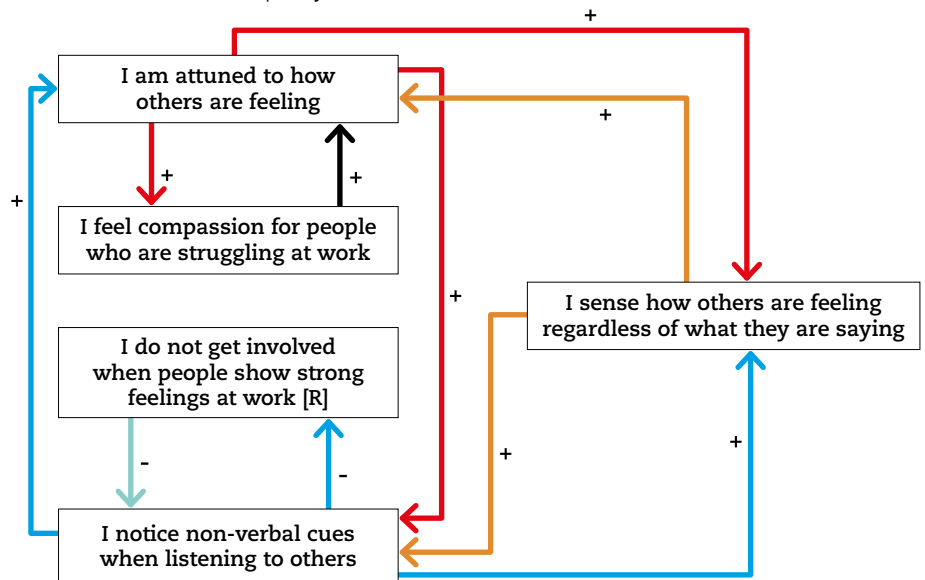 +
I am attuned to how
others are feeling
+
+
+
+
I feel compassion for people
who are struggling at work
+
I sense how others are feeling
regardless of what they are saying
I do not get involved
when people show strong
feelings at work [R]
+
-
-
+
I notice non-verbal cues
when listening to others